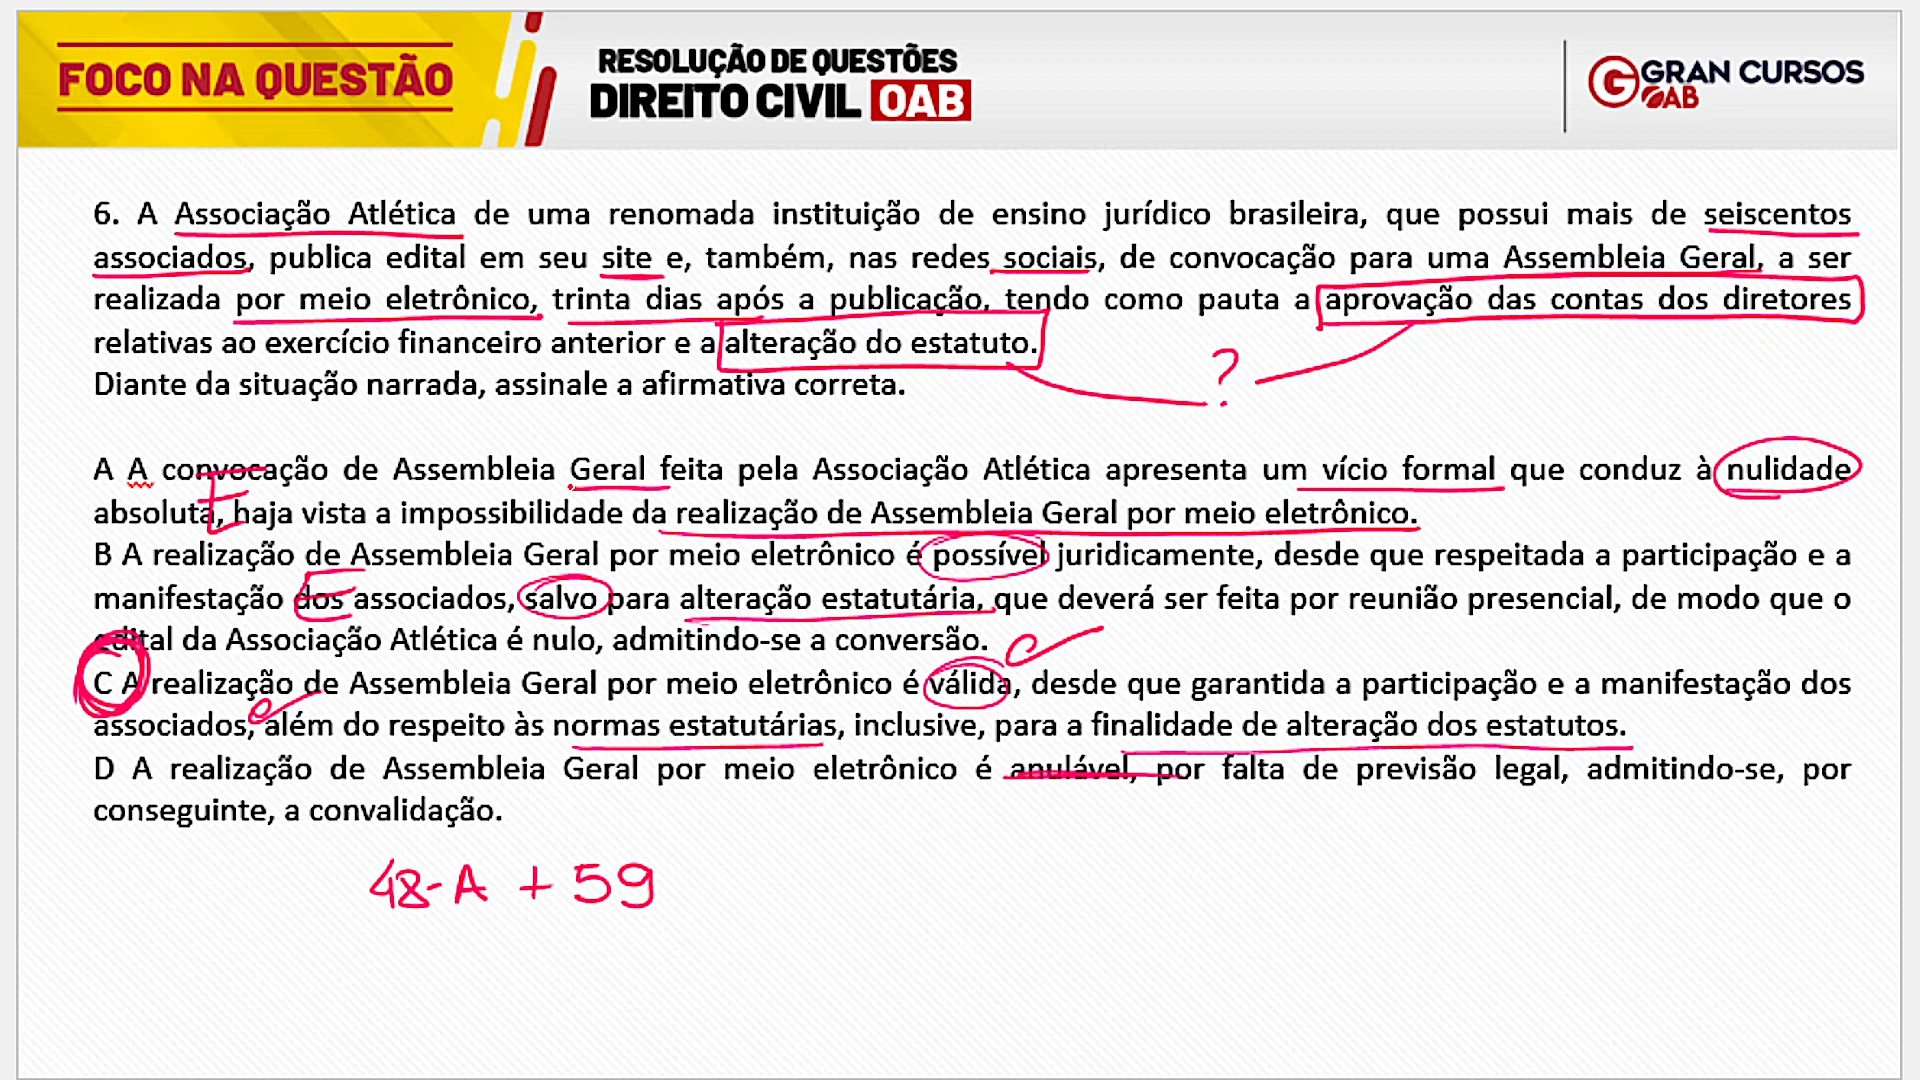 FOCO NA QUESTÃO
RESOLUÇÃO DE QUESTÕES
DIREITO CIVIL OAB
GRAN CURSOS
OAB
6. A Associação Atlética de uma renomada instituição de ensino jurídico brasileira, que possui mais de seiscentos
associados, publica edital em seu site e, também, nas redes sociais, de convocação para uma Assembleia Geral, a ser
realizada por meio eletrônico, trinta dias após a publicação, tendo como pauta a aprovação das contas dos diretores
relativas ao exercício financeiro anterior e a alteração do estatuto.
?
Diante da situação narrada, assinale a afirmativa correta.
A A convocação de Assembleia Geral feita pela Associação Atlética apresenta um vício formal que conduz à nulidade
E
absoluta, haja vista a impossibilidade da realização de Assembleia Geral por meio eletrônico.
B A realização de Assembleia Geral por meio eletrônico é possível juridicamente, desde que respeitada a participação e a
E
manifestação dos associados, salvo para alteração estatutária, que deverá ser feita por reunião presencial, de modo que o
edital da Associação Atlética é nulo, admitindo-se a conversão.
C A realização de Assembleia Geral por meio eletrônico é válida, desde que garantida a participação e a manifestação dos
associados, além do respeito às normas estatutárias, inclusive, para a finalidade de alteração dos estatutos.
D A realização de Assembleia Geral por meio eletrônico é anulável, por falta de previsão legal, admitindo-se, por
conseguinte, a convalidação.
48-A + 59